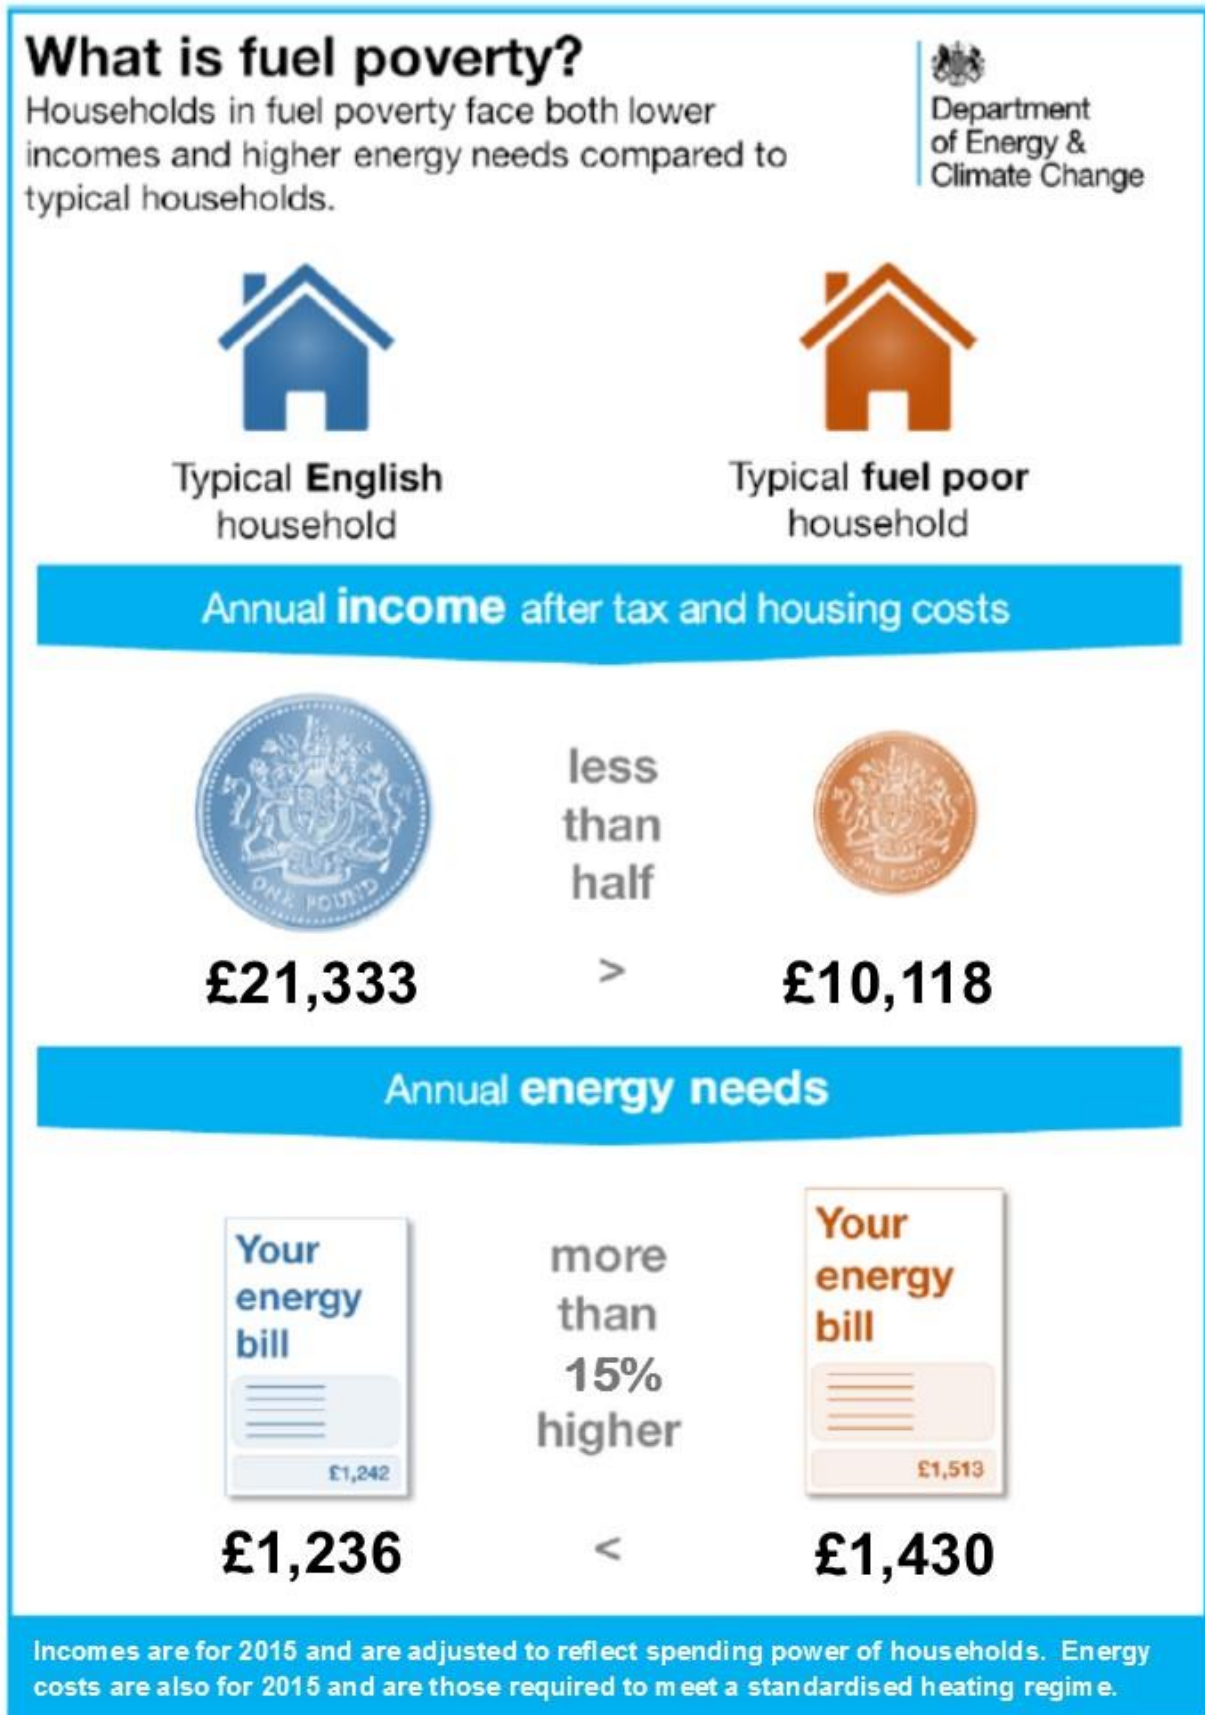 What is fuel poverty?
Households in fuel poverty face both lower
incomes and higher energy needs compared to
typical households.
Department
of Energy &
Climate Change
Typical English
household
Typical fuel poor
household
Annual income after tax and housing costs
ONE POUND
less
than
half
ONE POUND
£21,333
>
£10,118
Annual energy needs
Your
energy
bill
£1,242
more
than
15%
higher
Your
energy
bill
£1,513
£1,236
<
£1,430
Incomes are for 2015 and are adjusted to reflect spending power of households. Energy
costs are also for 2015 and are those required to meet a standardised heating regime.